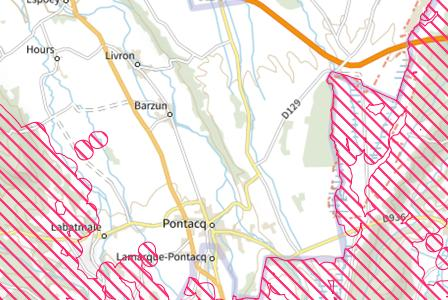 Espoey
Hours
Livron
Barzun
D129
Pontacq
D936
Labatmale
Lamarque-Pontacq